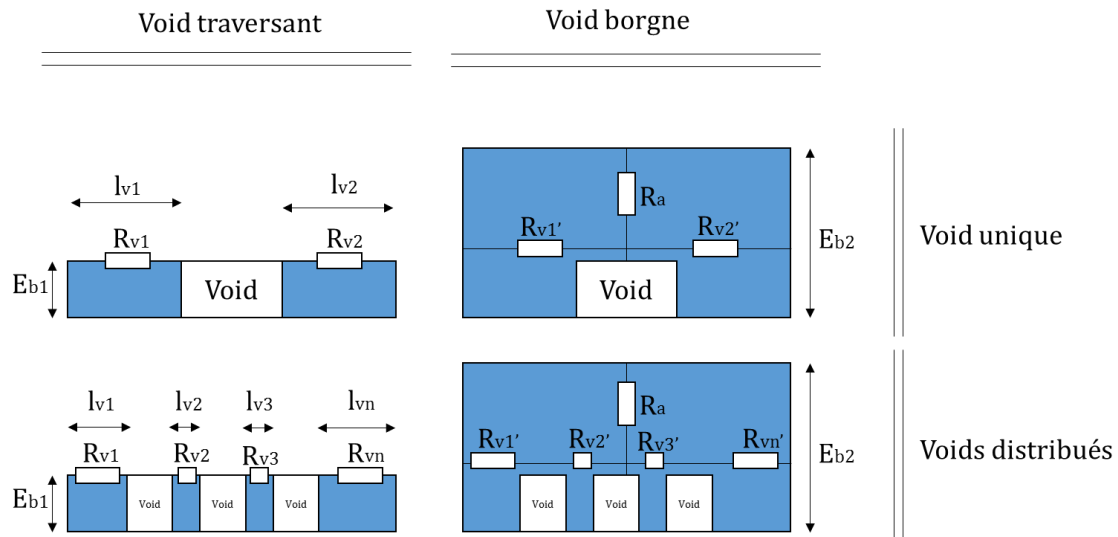 Void traversant
Void borgne
lv1
lv2
Rv1
Rv2
Void
Eb1
Ra
Rv1’
Rv2’
Void
Eb2
Void unique
lv1
lv2
lv3
lvn
Rv1
Rv2
Rv3
Rvn
Void
Void
Void
Eb1
Ra
Rv1’
Rv2’
Rv3’
Rvn’
Void
Void
Void
Eb2
Voids distribués